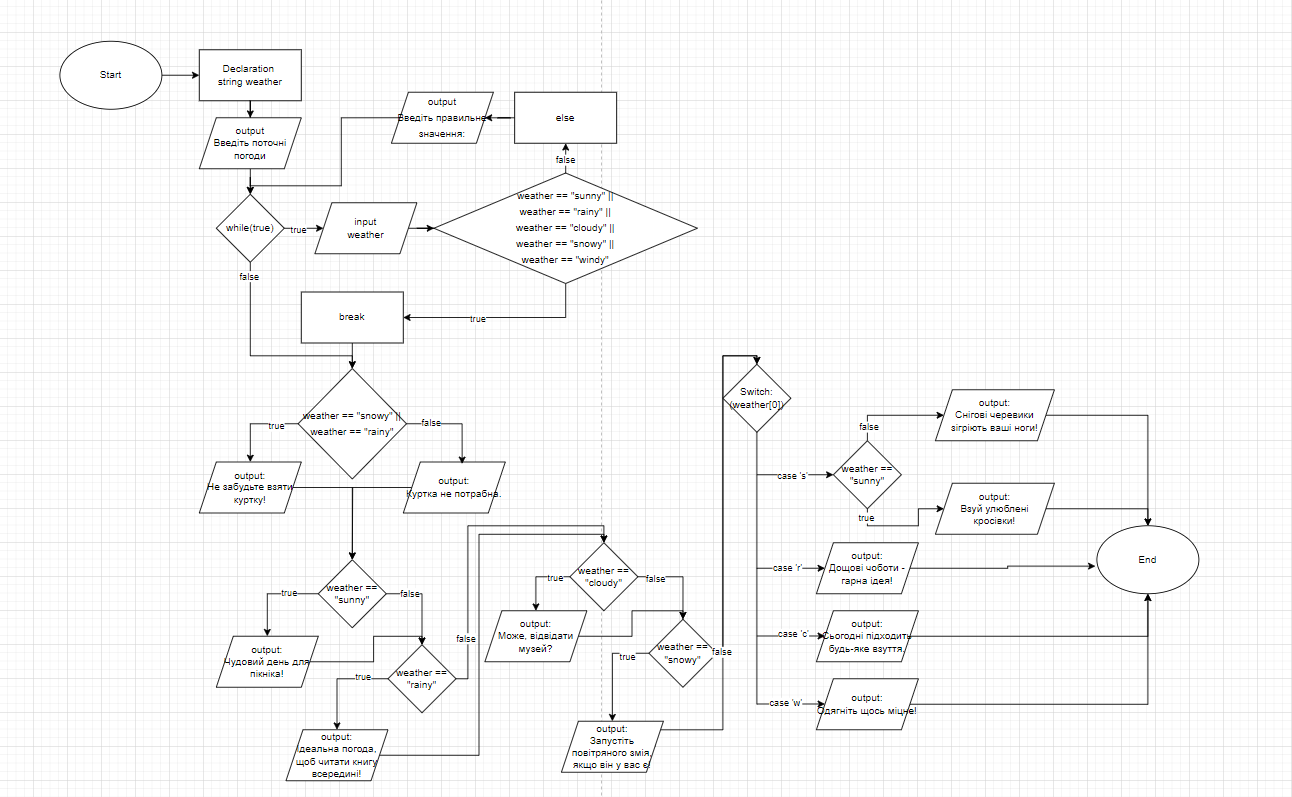 Start
Declaration
string weather
output
Введіть поточні
погоди
while(true)
true
false
input
weather
output
Введіть правильне
значення:
else
false
weather == "sunny" ||
weather == "rainy" ||
weather == "cloudy" ||
weather == "snowy" ||
weather == "windy"
true
break
weather == "snowy" ||
weather == "rainy"
true
false
output:
Не забудьте взяти
куртку!
output:
Куртка не потрабна.
weather ==
"sunny"
true
false
output:
Чудовий день для
пікніка!
weather ==
"rainy"
true
false
output:
Ідеальна погода,
щоб читати книгу
всередині!
weather ==
"cloudy"
true
false
output:
Може, відвідати
музей?
weather ==
"snowy"
true
false
output:
Запустіть
повітряного змія,
якщо він у вас є!
Switch:
(weather[0])
case 's'
weather ==
"sunny"
false
true
output:
Снігові черевики
зігріють ваші ноги!
output:
Взуй улюблені
кросівки!
case 'r'
output:
Дощові чоботи -
гарна ідея!
case 'c'
output:
Сьогодні підходить
будь-яке взуття.
case 'w'
output:
Одягніть щось міцне!
End